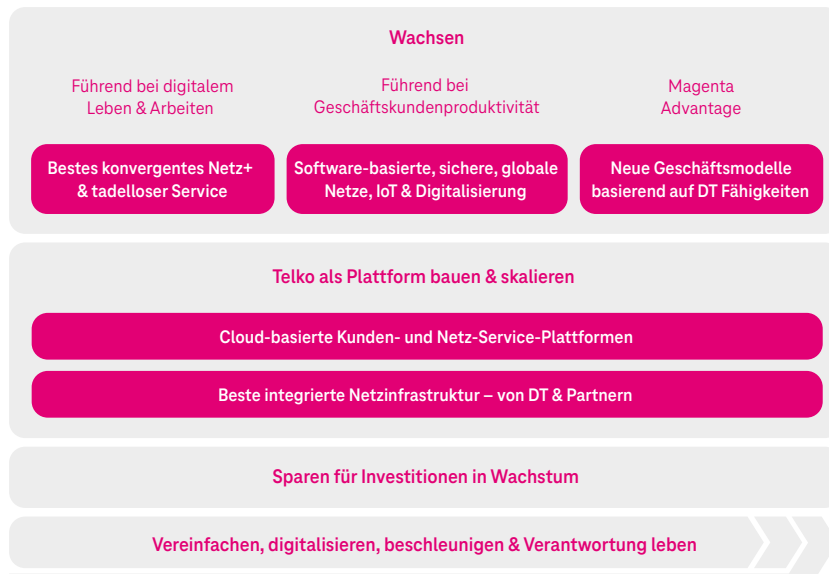 Wachsen
Führend bei digitalem
Leben & Arbeiten
Führend bei
Geschäftskundenproduktivität
Magenta
Advantage
Bestes konvergentes Netz+
& tadelloser Service
Software-basierte, sichere, globale
Netze, IoT & Digitalisierung
Neue Geschäftsmodelle
basierend auf DT Fähigkeiten
Telko als Plattform bauen & skalieren
Cloud-basierte Kunden- und Netz-Service-Plattformen
Beste integrierte Netzinfrastruktur – von DT & Partnern
Sparen für Investitionen in Wachstum
Vereinfachen, digitalisieren, beschleunigen & Verantwortung leben